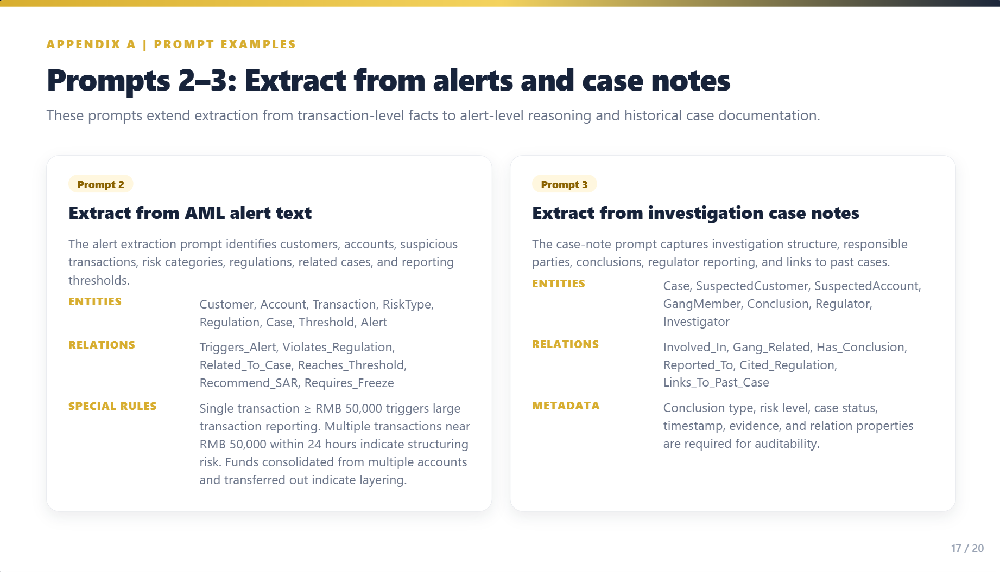 APPENDIX A | PROMPT EXAMPLES
Prompts 2–3: Extract from alerts and case notes
These prompts extend extraction from transaction-level facts to alert-level reasoning and historical case documentation.
Prompt 2
Extract from AML alert text
The alert extraction prompt identifies customers, accounts, suspicious
transactions, risk categories, regulations, related cases, and reporting
thresholds.
ENTITIES
Customer, Account, Transaction, RiskType,
Regulation, Case, Threshold, Alert
RELATIONS
Triggers_Alert, Violates_Regulation,
Related_To_Case, Reaches_Threshold,
Recommend_SAR, Requires_Freeze
SPECIAL RULES
Single transaction ≥ RMB 50,000 triggers large
transaction reporting. Multiple transactions near
RMB 50,000 within 24 hours indicate structuring
risk. Funds consolidated from multiple accounts
and transferred out indicate layering.
Prompt 3
Extract from investigation case notes
The case-note prompt captures investigation structure, responsible
parties, conclusions, regulator reporting, and links to past cases.
ENTITIES
Case, SuspectedCustomer, SuspectedAccount,
GangMember, Conclusion, Regulator,
Investigator
RELATIONS
Involved_In, Gang_Related, Has_Conclusion,
Reported_To, Cited_Regulation,
Links_To_Past_Case
METADATA
Conclusion type, risk level, case status,
timestamp, evidence, and relation properties
are required for auditability.
17 / 20